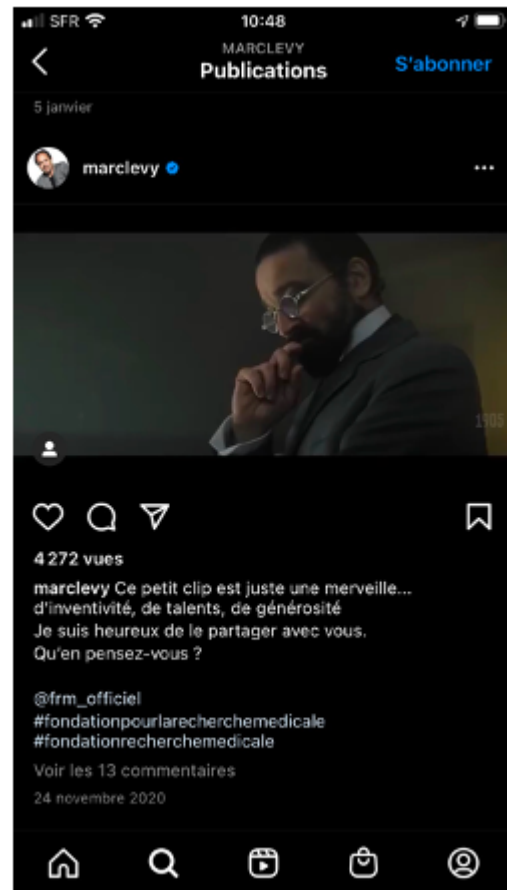 SFR
10:48
MARCLEVY
Publications
S'abonner
5 janvier
marclevy
1905
4 272 vues
marclevy Ce petit clip est juste une merveille...
d'inventivité, de talents, de générosité
Je suis heureux de le partager avec vous.
Qu'en pensez-vous ?
@frm_officiel
#fondationpourlarecherchemedicale
#fondationrecherchemedicale
Voir les 13 commentaires
24 novembre 2020